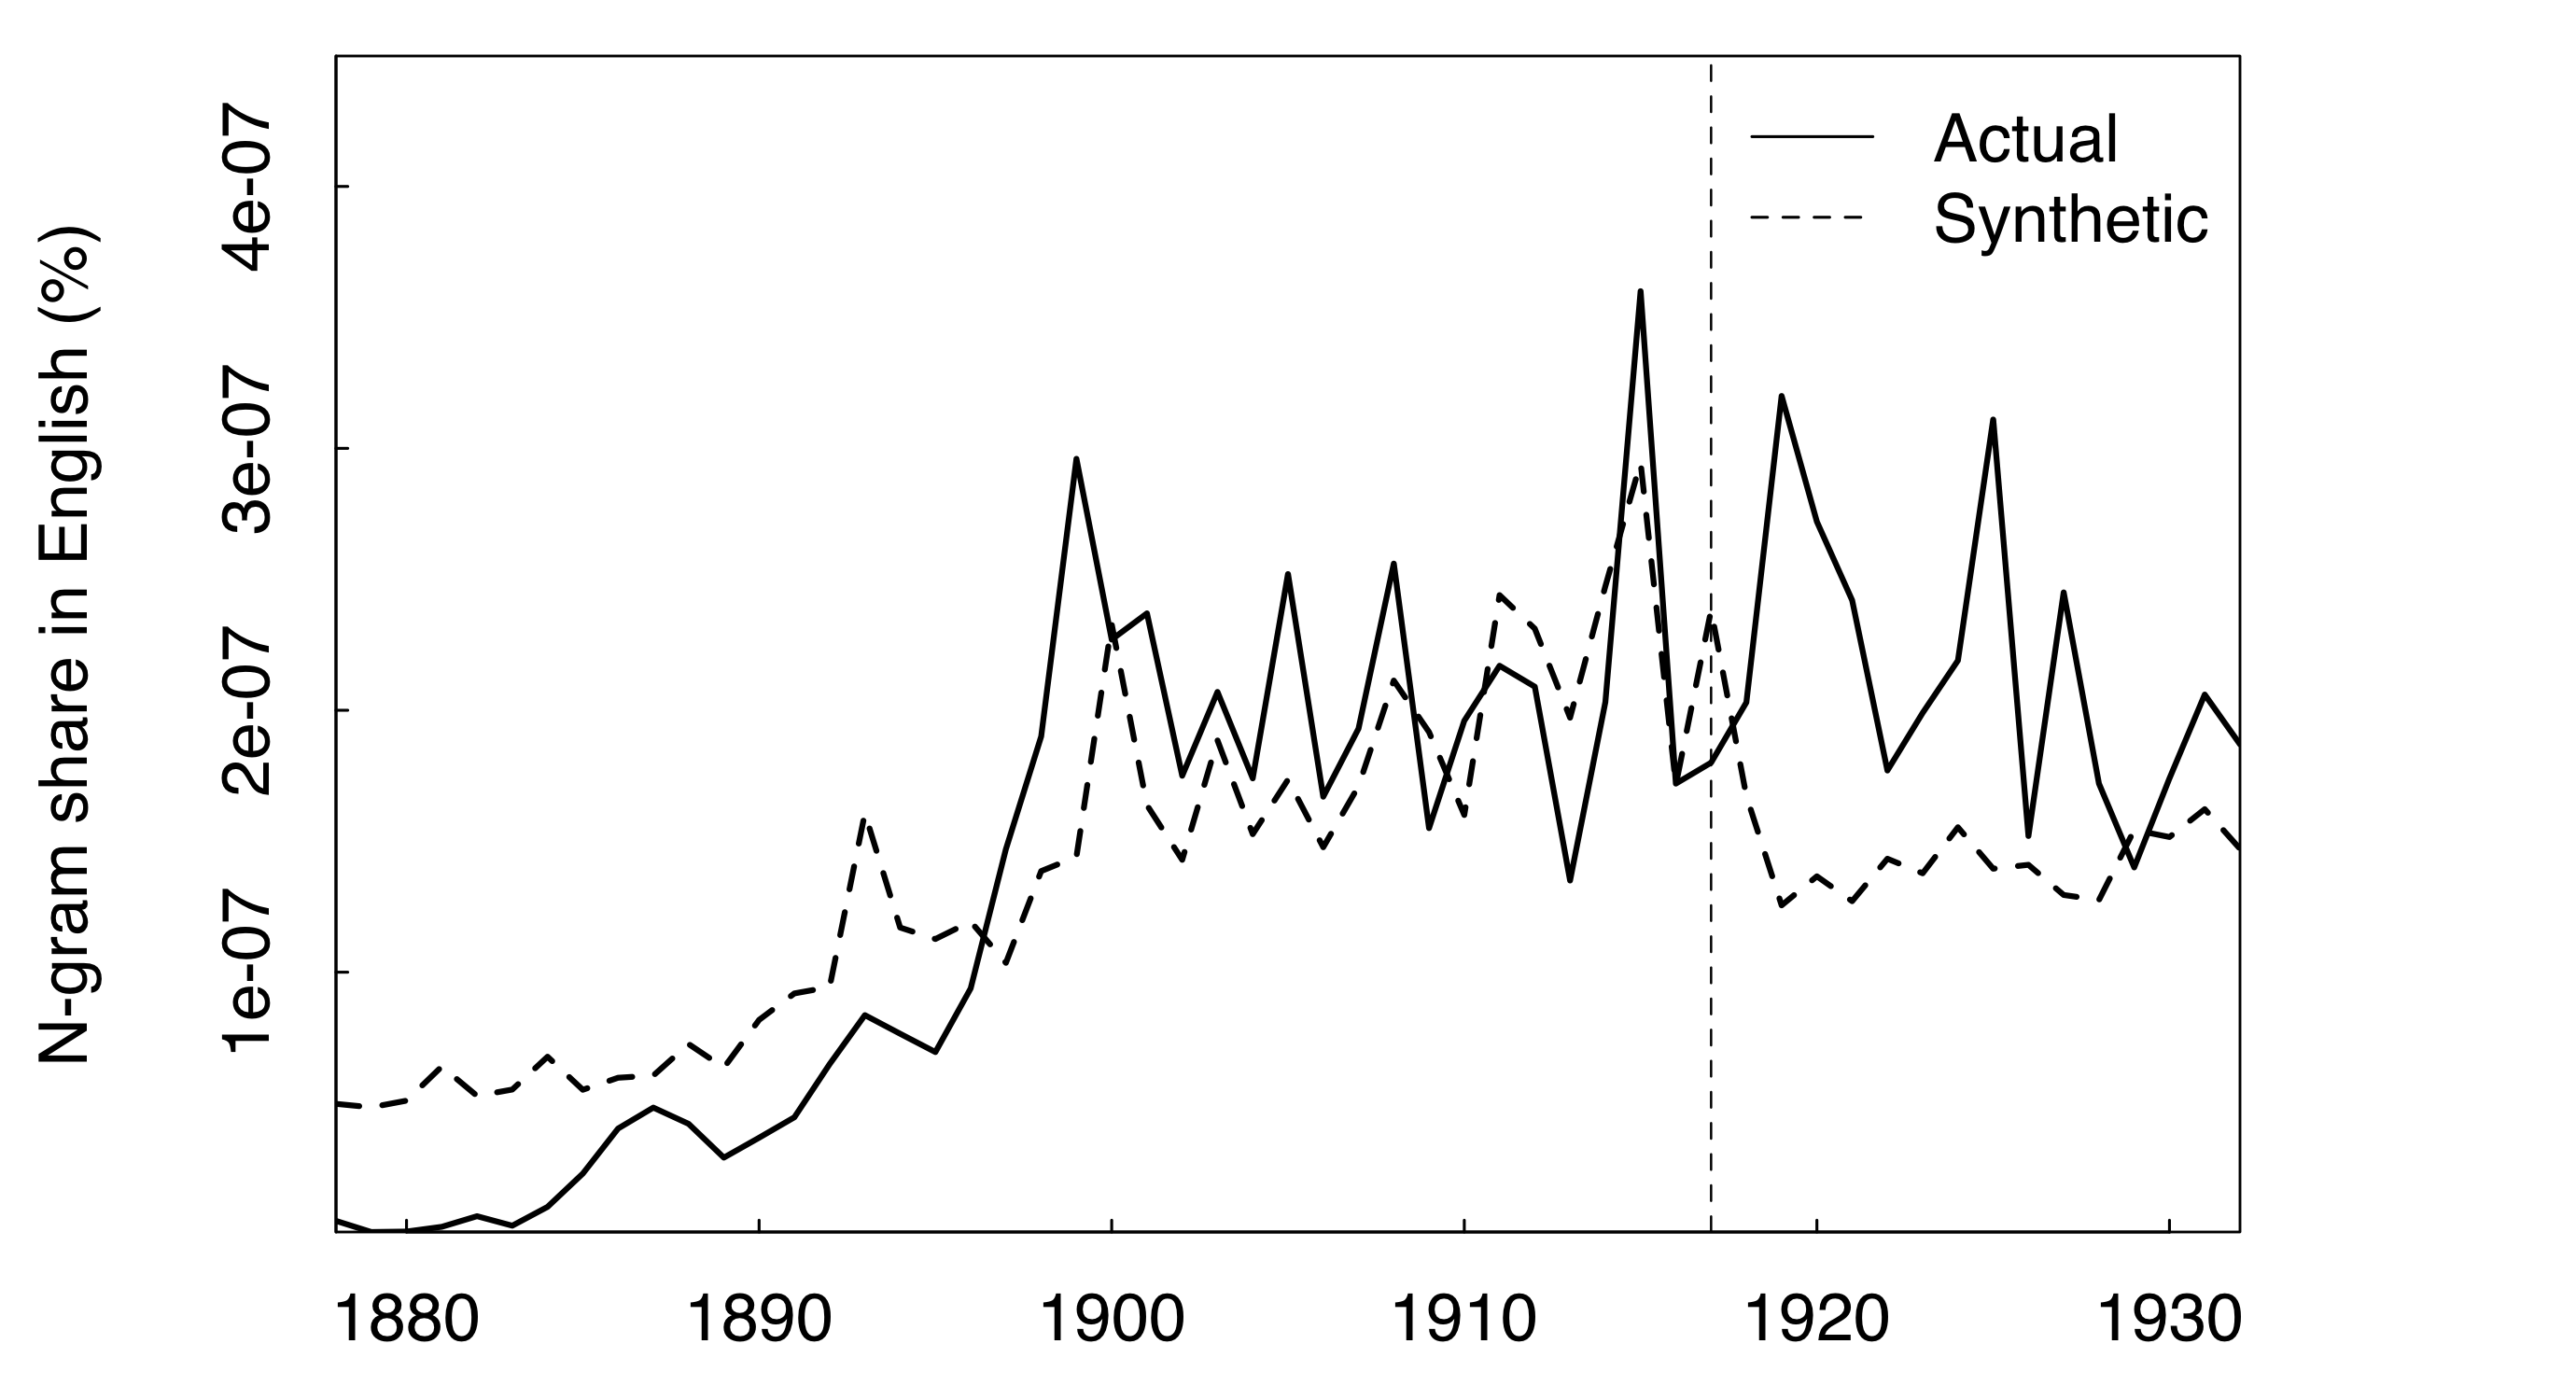 N-gram share in English (%)
4e-07
3e-07
2e-07
1e-07
Actual
Synthetic
1880 1890 1900 1910 1920 1930